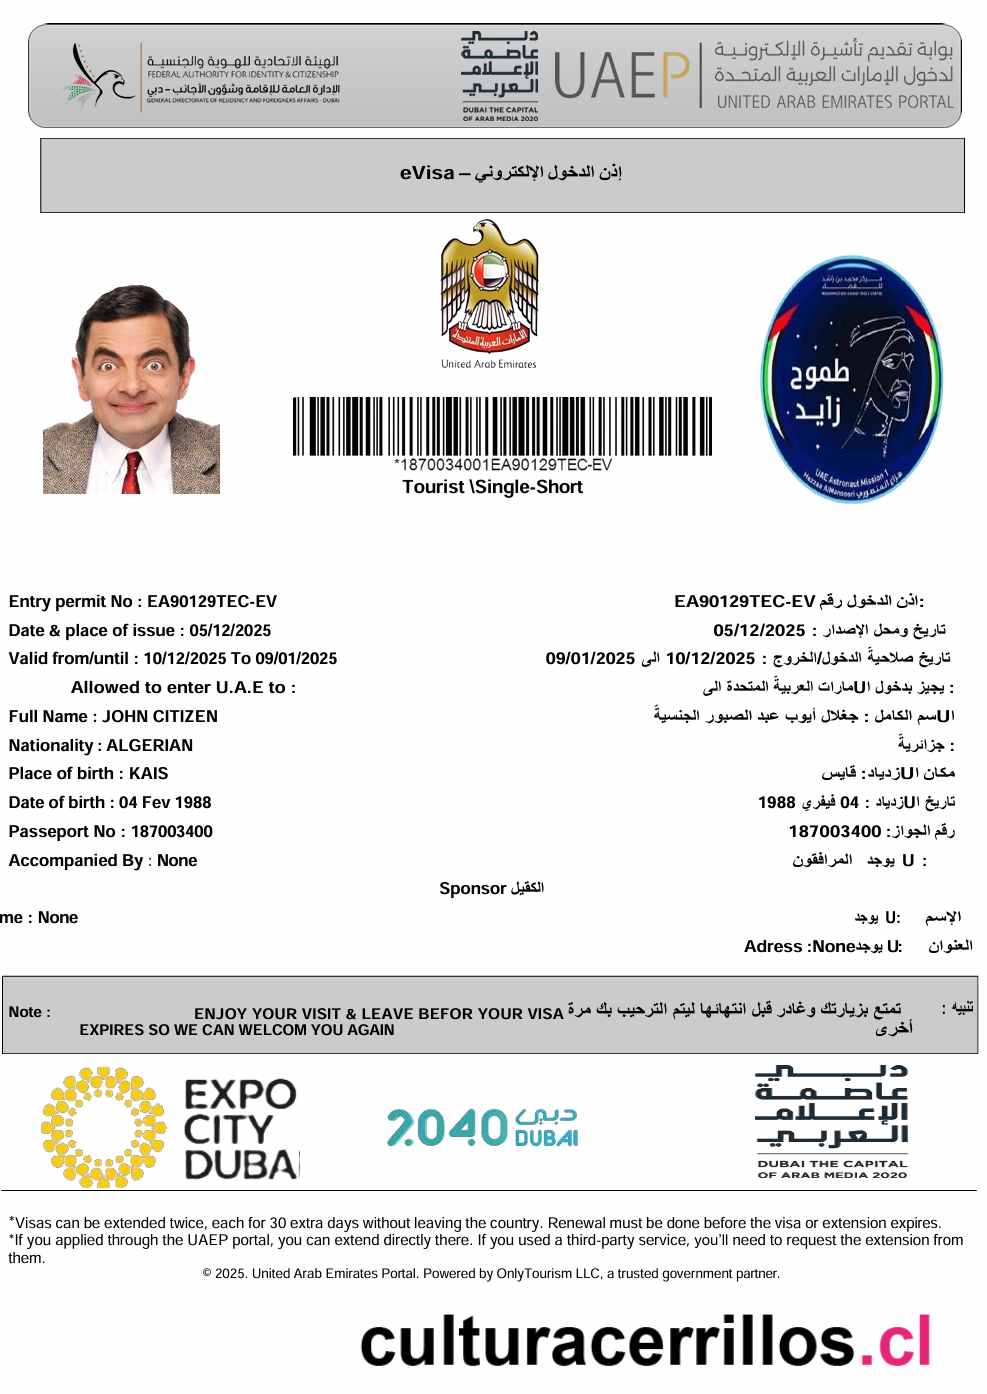 الهيئة الاتحادية للهوية والجنسية
FEDERAL AUTHORITY FOR IDENTITY & CITIZENSHIP
الإدارة العامة للإقامة وشؤون الأجانب - دبي
GENERAL DIRECTORATE OF RESIDENCY AND FOREIGNERS AFFAIRS - DUBAI
دبي
عاصمة
الإعلام
العربي
DUBAI THE CAPITAL
OF ARAB MEDIA 2020
UAEP
بوابة تقديم تأشيرة الإلكترونية
لدخول الإمارات العربية المتحدة
UNITED ARAB EMIRATES PORTAL
eVisa – إذن الدخول الإلكتروني
الإمارات العربية المتحدة
United Arab Emirates
مركز محمد بن راشد
للفضاء
طموح
زايد
UAE Astronaut Mission 1
Hazzaa AlMansoori هزاع المنصوري
*1870034001EA90129TEC-EV
Tourist \Single-Short
Entry permit No : EA90129TEC-EV
اذن الدخول رقم EA90129TEC-EV:
Date & place of issue : 05/12/2025
تاريخ ومحل الإصدار : 05/12/2025
Valid from/until : 10/12/2025 To 09/01/2025
تاريخ صلاحيةً الدخول/الخروج : 10/12/2025 الى 09/01/2025
Allowed to enter U.A.E to :
يجيز بدخول اUمارات العربيةً المتحدة الى :
Full Name : JOHN CITIZEN
اUسم الكامل : جغلال أيوب عبد الصبور الجنسيةً
Nationality : ALGERIAN
: جزائريةً
Place of birth : KAIS
مكان اUزدياد: قايس
Date of birth : 04 Fev 1988
تاريخ اUزدياد : 04 فيفري 1988
Passeport No : 187003400
رقم الجواز: 187003400
Accompanied By : None
: U يوجد المرافقون
Sponsor الكفيل
me : None
الإسم :U يوجد
العنوان :U يوجدAdress :None
Note :
تنبيه :
ENJOY YOUR VISIT & LEAVE BEFOR YOUR VISA
EXPIRES SO WE CAN WELCOM YOU AGAIN
تمتع بزيارتك وغادر قبل انتهائها ليتم الترحيب بك مرة
أخرى
EXPO
CITY
DUBAI
2040 دبي
DUBAI
دبي
عاصمة
الإعلام
العربي
DUBAI THE CAPITAL
OF ARAB MEDIA 2020
*Visas can be extended twice, each for 30 extra days without leaving the country. Renewal must be done before the visa or extension expires.
*If you applied through the UAEP portal, you can extend directly there. If you used a third-party service, you'll need to request the extension from
them.
© 2025. United Arab Emirates Portal. Powered by OnlyTourism LLC, a trusted government partner.
culturacerrillos.cl